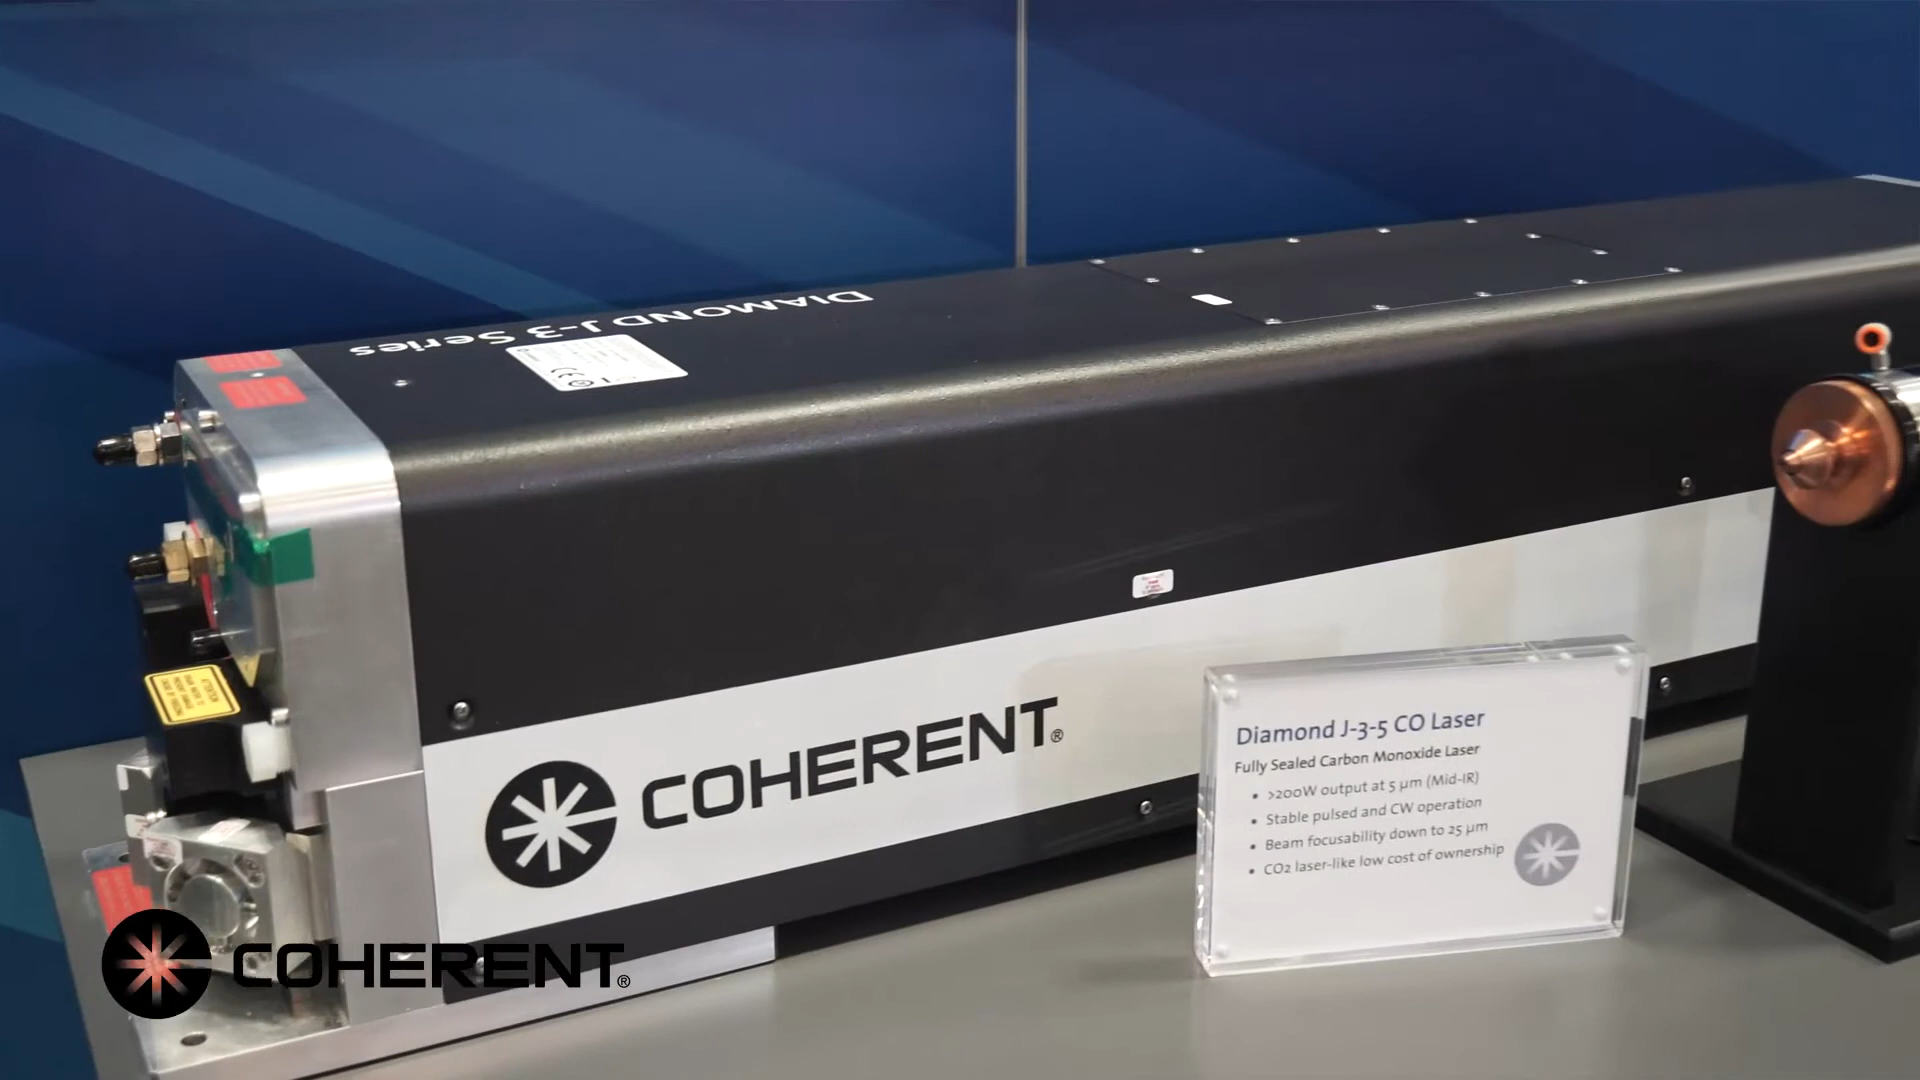 DIAMOND J-3 Series
COHERENT®
Diamond J-3-5 CO Laser
Fully Sealed Carbon Monoxide Laser
• >200W output at 5 µm (Mid-IR)
• Stable pulsed and CW operation
• Beam focusability down to 25 µm
• CO2 laser-like low cost of ownership
ATTENTION
COHERENT®